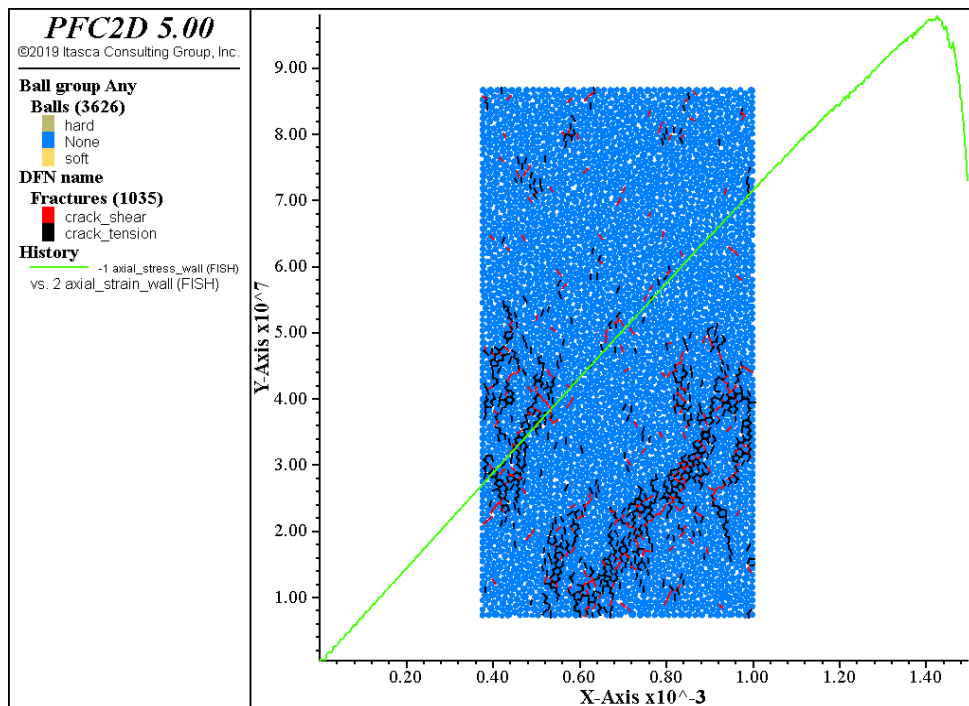 PFC2D 5.00
©2019 Itasca Consulting Group, Inc.
Ball group Any
Balls (3626)
hard
None
soft
DFN name
Fractures (1035)
crack_shear
crack_tension
History
-1 axial_stress_wall (FISH)
vs. 2 axial_strain_wall (FISH)
Y-Axis x10^7
9.00
8.00
7.00
6.00
5.00
4.00
3.00
2.00
1.00
0.20
0.40
0.60
0.80
1.00
1.20
1.40
X-Axis x10^-3